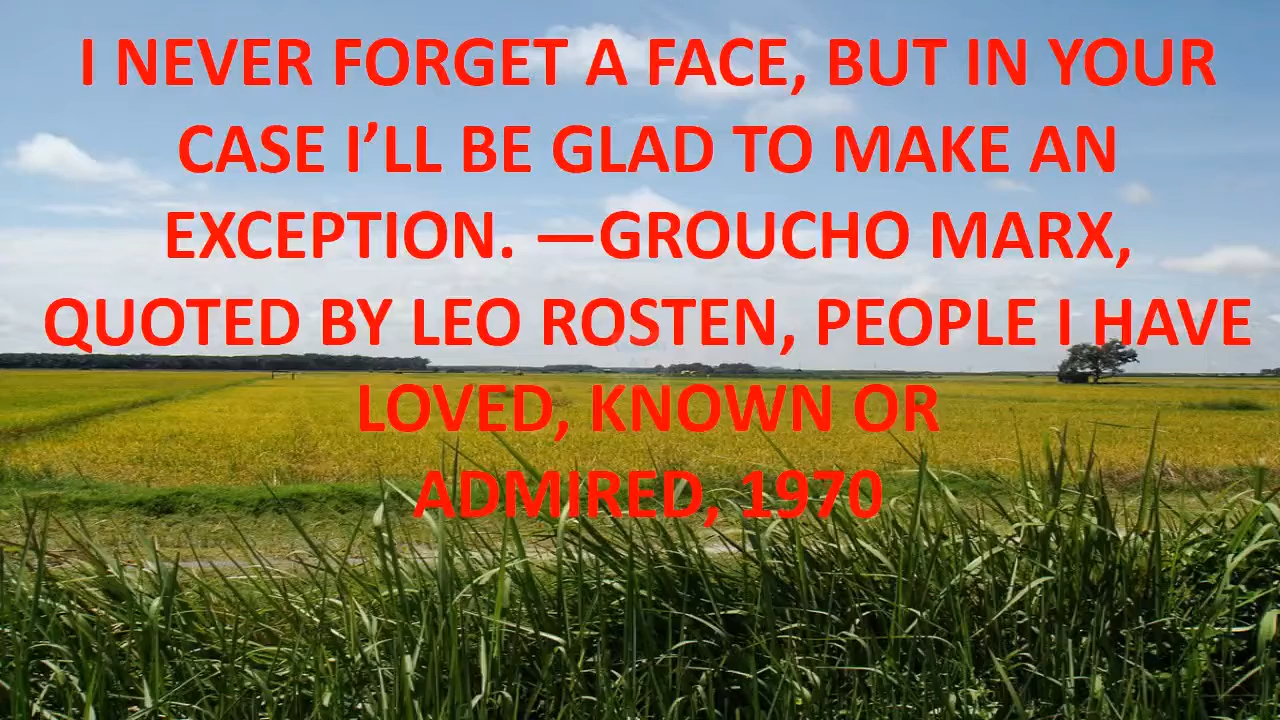 I NEVER FORGET A FACE, BUT IN YOUR
CASE I’LL BE GLAD TO MAKE AN
EXCEPTION. —GROUCHO MARX,
QUOTED BY LEO ROSTEN, PEOPLE I HAVE
LOVED, KNOWN OR
ADMIRED, 1970